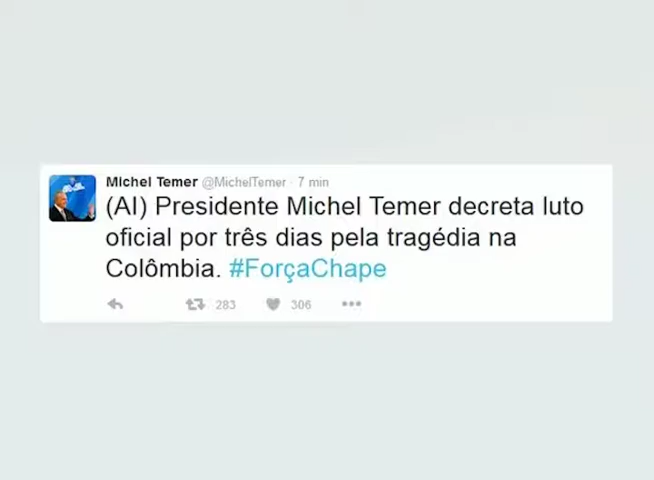 Michel Temer @MichelTemer · 7 min
(AI) Presidente Michel Temer decreta luto
oficial por três dias pela tragédia na
Colômbia. #ForçaChape
283 306